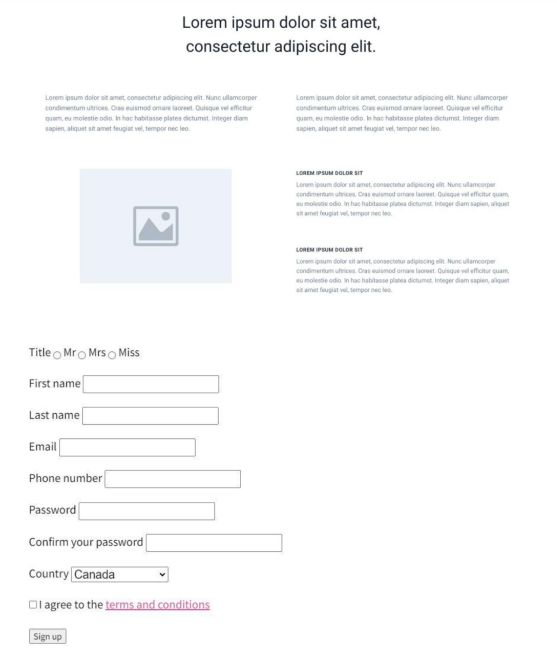 Lorem ipsum dolor sit amet,
consectetur adipiscing elit.
Lorem ipsum dolor sit amet, consectetur adipiscing elit. Nunc ullamcorper
condimentum ultrices. Cras euismod ornare laoreet. Quisque vel efficitur
quam, eu molestie odio. In hac habitasse platea dictumst. Integer diam
sapien, aliquet sit amet feugiat vel, tempor nec leo.
Lorem ipsum dolor sit amet, consectetur adipiscing elit. Nunc ullamcorper
condimentum ultrices. Cras euismod ornare laoreet. Quisque vel efficitur
quam, eu molestie odio. In hac habitasse platea dictumst. Integer diam
sapien, aliquet sit amet feugiat vel, tempor nec leo.
LOREM IPSUM DOLOR SIT
Lorem ipsum dolor sit amet, consectetur adipiscing elit. Nunc ullamcorper
condimentum ultrices. Cras euismod ornare laoreet. Quisque vel efficitur quam,
eu molestie odio. In hac habitasse platea dictumst. Integer diam sapien, aliquet
sit amet feugiat vel, tempor nec leo.
LOREM IPSUM DOLOR SIT
Lorem ipsum dolor sit amet, consectetur adipiscing elit. Nunc ullamcorper
condimentum ultrices. Cras euismod ornare laoreet. Quisque vel efficitur quam,
eu molestie odio. In hac habitasse platea dictumst. Integer diam sapien, aliquet
sit amet feugiat vel, tempor nec leo.
Title Mr Mrs Miss
First name
Last name
Email
Phone number
Password
Confirm your password
Country Canada
I agree to the terms and conditions
Sign up